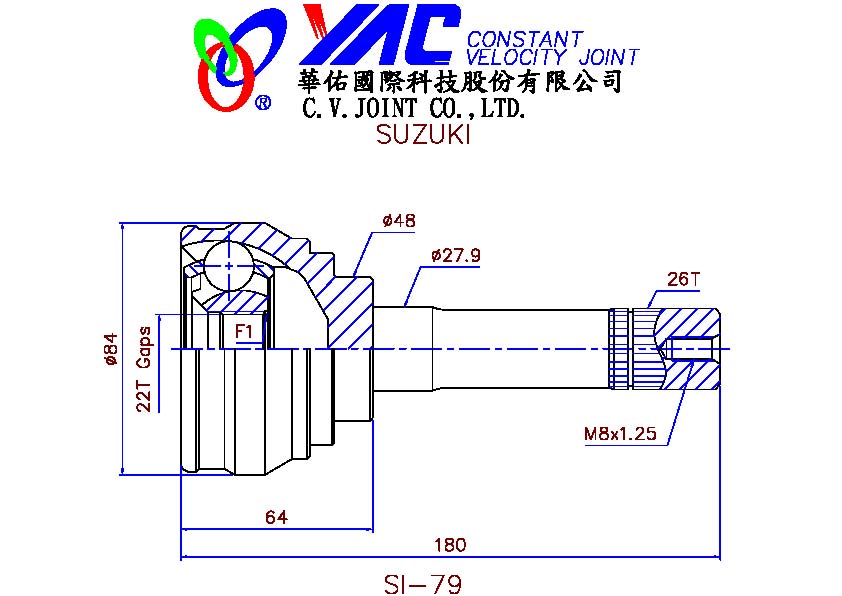 YAC CONSTANT
VELOCITY JOINT
®
華佑國際科技股份有限公司
C.V.JOINT CO.,LTD.
SUZUKI
ø48
ø27.9
26T
F1
ø84
22T Gaps
M8x1.25
64
180
SI-79